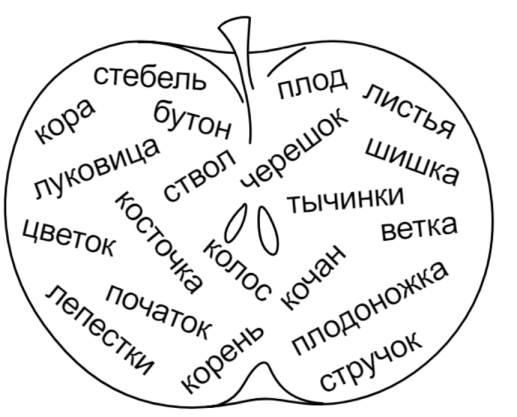 стебель
плод
листья
кора
бутон
черешок
шишка
луковица
ствол
тычинки
цветок
косточка
ветка
колос
кочан
початок
лепестки
плодоножка
корень
стручок